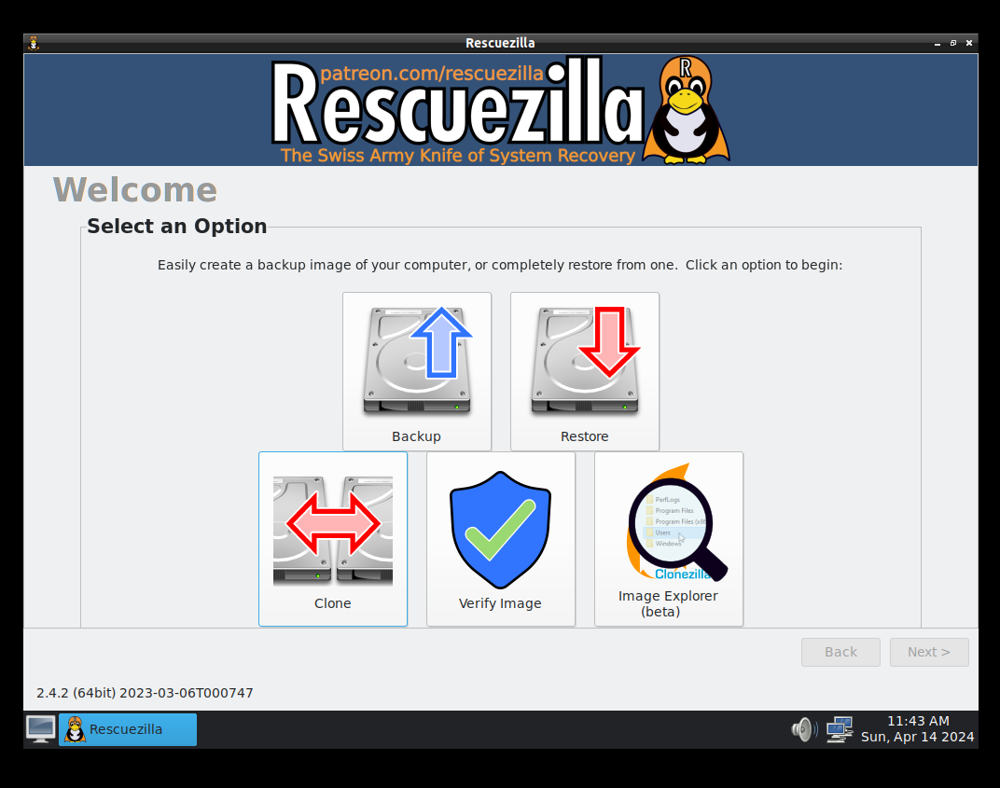 Rescuezilla
patreon.com/rescuezilla
Rescuezilla
R
The Swiss Army Knife of System Recovery
Welcome
Select an Option
Easily create a backup image of your computer, or completely restore from one.  Click an option to begin:
Backup
Restore
PerfLogs
Program Files
Program Files (x86
Users
Windows
Clonezilla
Clone
Verify Image
Image Explorer
(beta)
Back
Next >
2.4.2 (64bit) 2023-03-06T000747
Rescuezilla
11:43 AM
Sun, Apr 14 2024